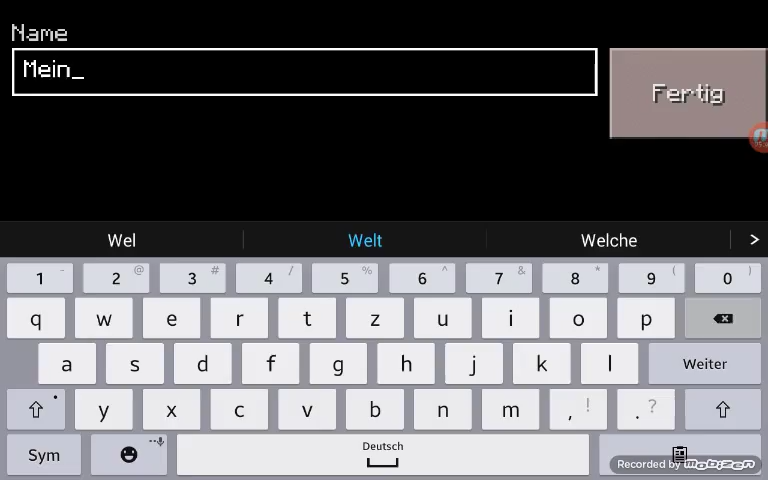 Name
Mein_
Fertig
Wel Welt Welche >
1 - 2 @ 3 # 4 / 5 % 6 ^ 7 & 8 * 9 ( 0 )
q w e r t z u i o p
a s d f g h j k l Weiter
y x c v b n m , ! . ?
Sym Deutsch
Recorded by mobizen